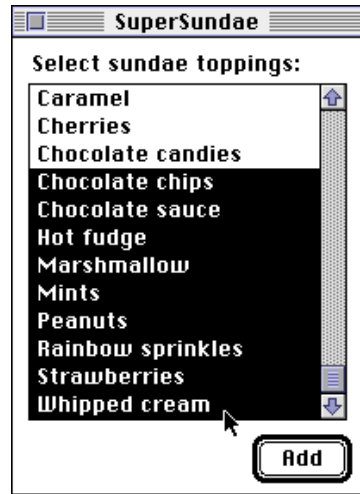 SuperSundae
Select sundae toppings:
Caramel
Cherries
Chocolate candies
Chocolate chips
Chocolate sauce
Hot fudge
Marshmallow
Mints
Peanuts
Rainbow sprinkles
Strawberries
Whipped cream
Add